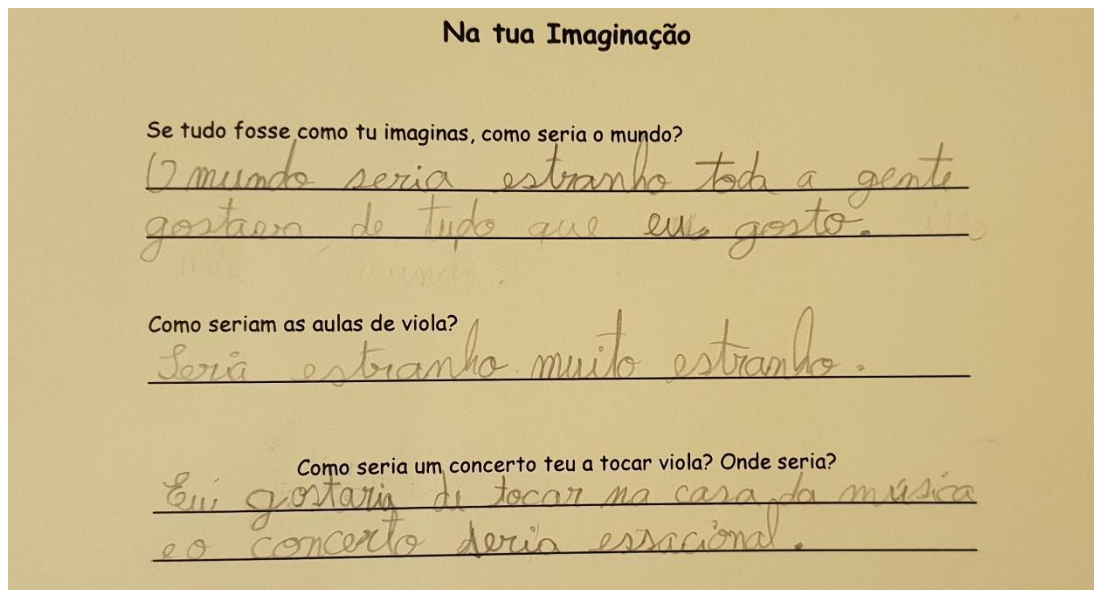 Na tua Imaginação
Se tudo fosse como tu imaginas, como seria o mundo?
O mundo seria estranho toda a gente
gostaven de tudo que eu gosto.
mundo.
Como seriam as aulas de viola?
Seria estranho muito estranho.
Como seria um concerto teu a tocar viola? Onde seria?
Eu gostaria de tocar na casa da música
e o concerto seria essacional.